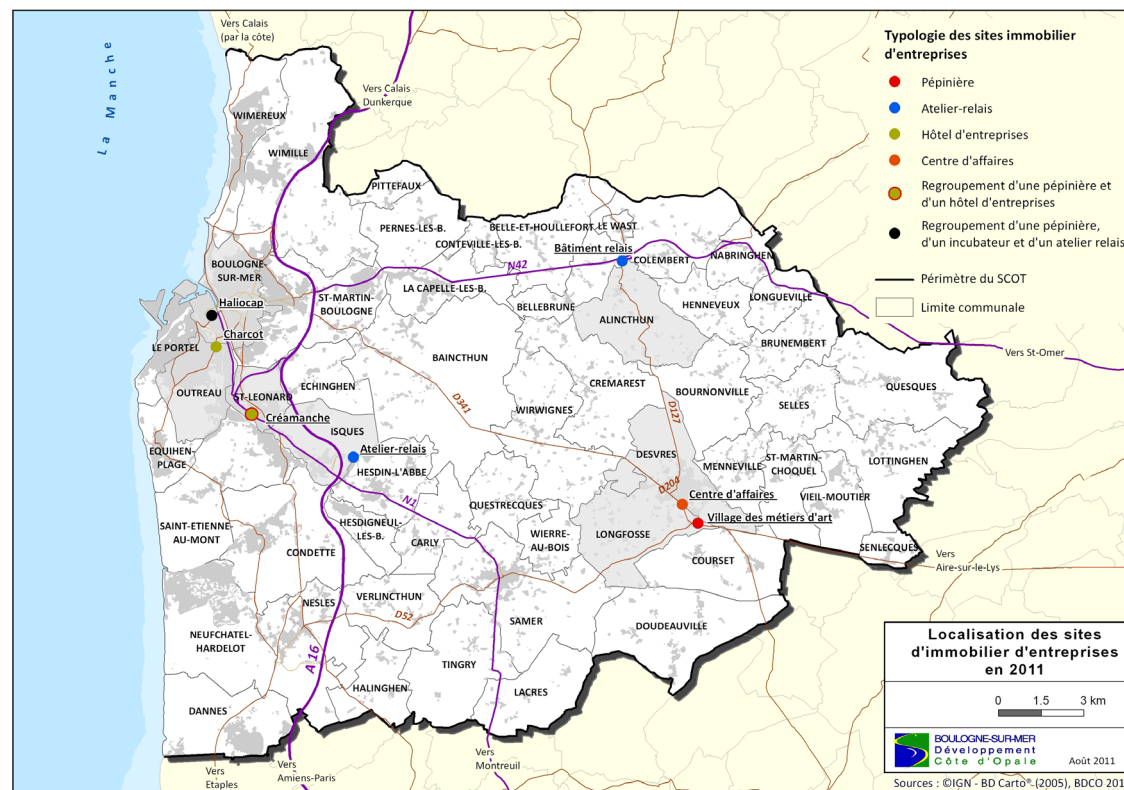 Vers Calais
(par la côte)
La Manche
Vers Calais
Dunkerque
WIMEREUX
WIMILLE
PITTEFAUX
PERNES-LES-B.
BELLE-ET-HOULLEFORT
LE WAST
CONTEVILLE-LES-B.
Bâtiment relais
COLEMBERT
NABRINGHEN
BOULOGNE
SUR-MER
N42
ST-MARTIN-
BOULOGNE
LA CAPELLE-LES-B.
BELLEBRUNE
HENNEVEUX
LONGUEVILLE
Haliocap
ALINCTHUN
Charcot
LE PORTEL
BAINCTHUN
BRUNEMBERT
Vers St-Omer
OUTREAU
ST-LEONARD
ECHINGHEN
CREMAREST
BOURNONVILLE
QUESQUES
D341
D127
WIRWIGNES
SELLES
Créamanche
ISQUES
EQUIHEN-
PLAGE
Atelier-relais
HESDIN-L'ABBE
DESVRES
MENNEVILLE
ST-MARTIN-
CHOQUEL
LOTTINGHEN
D204
Centre d'affaires
VIEIL-MOUTIER
N1
QUESTRECQUES
Village des métiers d'art
SAINT-ETIENNE-
AU-MONT
HESDIGNEUL-
LES-B.
CARLY
WIERRE-
AU-BOIS
LONGFOSSE
SENLECQUES
CONDETTE
COURSET
Vers
Aire-sur-le-Lys
NESLES
VERLINCTHUN
D52
SAMER
DOUDEAUVILLE
NEUFCHATEL-
HARDELOT
A 16
TINGRY
HALINGHEN
LACRES
DANNES
Vers
Etaples
Vers
Amiens-Paris
Vers
Montreuil
Typologie des sites immobilier
d'entreprises
Pépinière
Atelier-relais
Hôtel d'entreprises
Centre d'affaires
Regroupement d'une pépinière et
d'un hôtel d'entreprises
Regroupement d'une pépinière,
d'un incubateur et d'un atelier relais
Périmètre du SCOT
Limite communale
Localisation des sites
d'immobilier d'entreprises
en 2011
0 1.5 3 km
BOULOGNE-SUR-MER
Développement
Côte d'Opale
Août 2011
Sources : ©IGN - BD Carto® (2005), BDCO 201